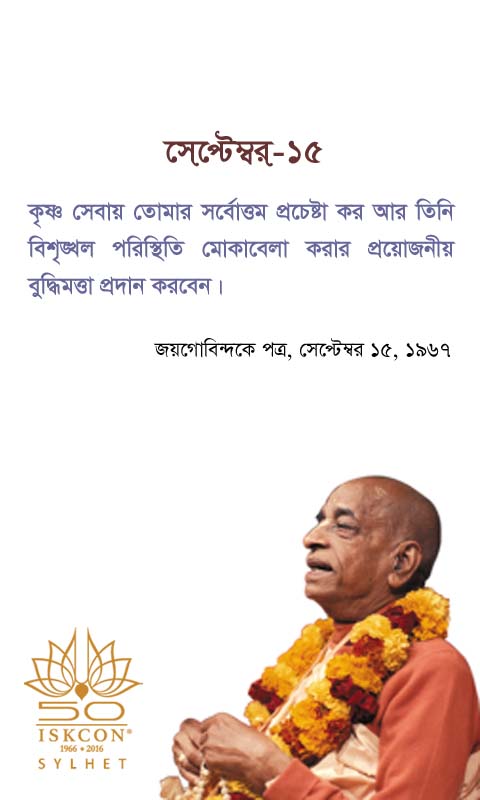 সেপ্টেম্বর-১৫
কৃষ্ণ সেবায় তোমার সর্বোত্তম প্রচেষ্টা কর আর তিনি
বিশৃঙ্খল পরিস্থিতি মোকাবেলা করার প্রয়োজনীয়
বুদ্ধিমত্তা প্রদান করবেন।
জয়গোবিন্দকে পত্র, সেপ্টেম্বর ১৫, ১৯৬৭
50
ISKCON®
1966 • 2016
SYLHET